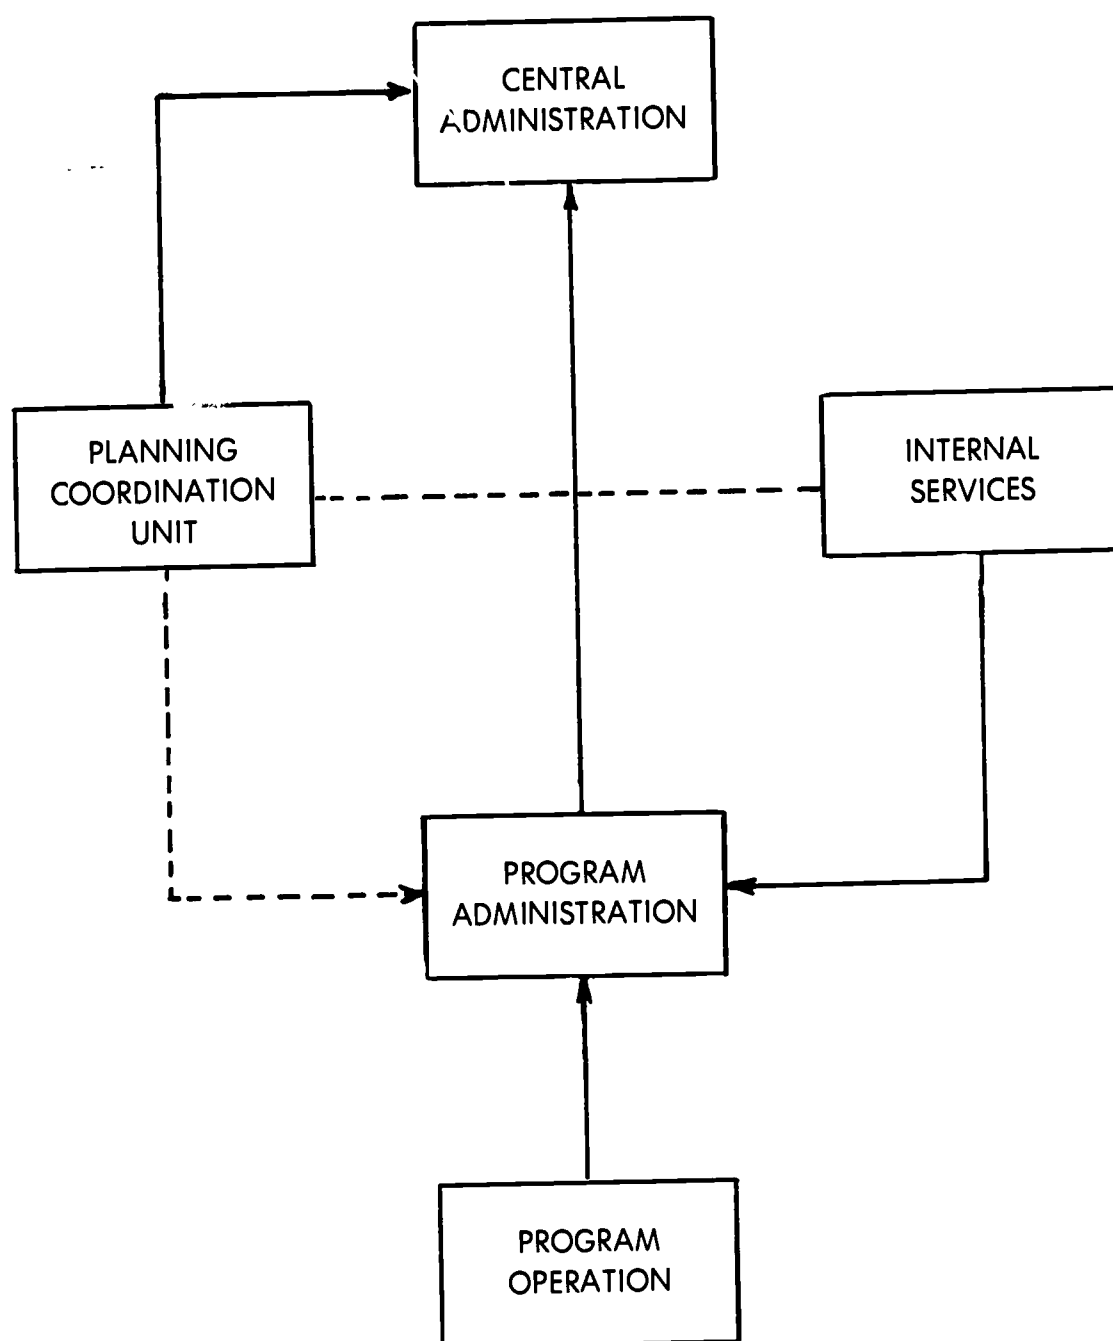 CENTRAL
ADMINISTRATION
PLANNING
COORDINATION
UNIT
INTERNAL
SERVICES
PROGRAM
ADMINISTRATION
PROGRAM
OPERATION